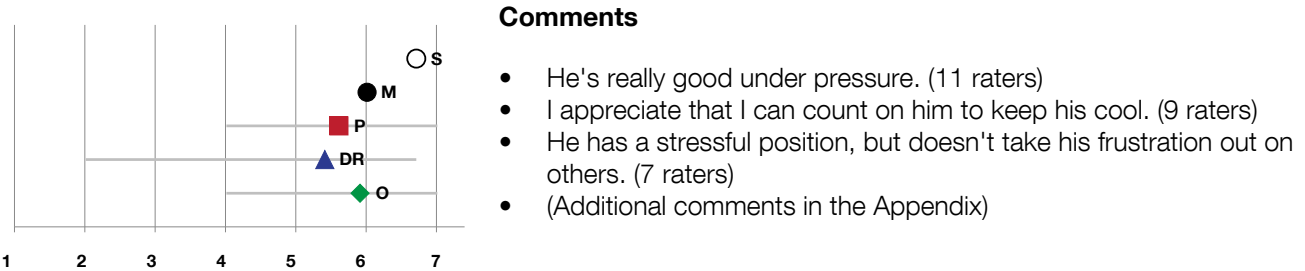 S
M
P
DR
O
1 2 3 4 5 6 7
Comments
• He's really good under pressure. (11 raters)
• I appreciate that I can count on him to keep his cool. (9 raters)
• He has a stressful position, but doesn't take his frustration out on
others. (7 raters)
• (Additional comments in the Appendix)